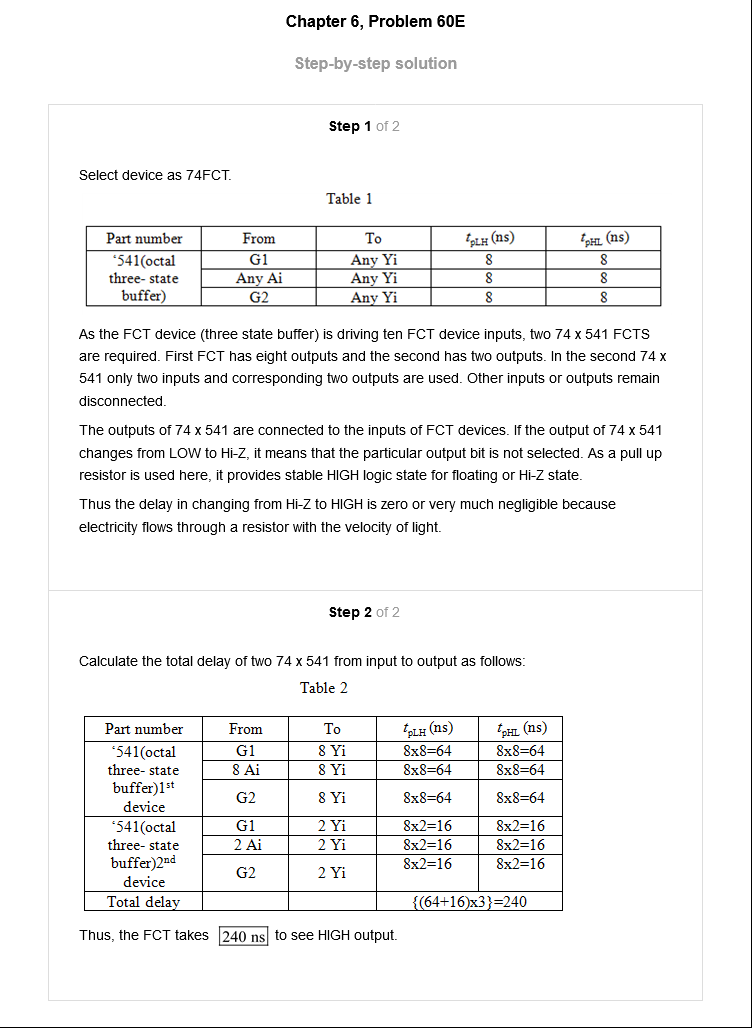 Chapter 6, Problem 60E
Step-by-step solution
Step 1 of 2
Select device as 74FCT.
Table 1
Part number From To tpLH (ns) tpHL (ns)
‘541(octal three- state buffer) G1 Any Yi 8 8
Any Ai Any Yi 8 8
G2 Any Yi 8 8
As the FCT device (three state buffer) is driving ten FCT device inputs, two 74 x 541 FCTS
are required. First FCT has eight outputs and the second has two outputs. In the second 74 x
541 only two inputs and corresponding two outputs are used. Other inputs or outputs remain
disconnected.
The outputs of 74 x 541 are connected to the inputs of FCT devices. If the output of 74 x 541
changes from LOW to Hi-Z, it means that the particular output bit is not selected. As a pull up
resistor is used here, it provides stable HIGH logic state for floating or Hi-Z state.
Thus the delay in changing from Hi-Z to HIGH is zero or very much negligible because
electricity flows through a resistor with the velocity of light.
Step 2 of 2
Calculate the total delay of two 74 x 541 from input to output as follows:
Table 2
Part number From To tpLH (ns) tpHL (ns)
‘541(octal three- state buffer)1st device G1 8 Yi 8x8=64 8x8=64
8 Ai 8 Yi 8x8=64 8x8=64
G2 8 Yi 8x8=64 8x8=64
‘541(octal three- state buffer)2nd device G1 2 Yi 8x2=16 8x2=16
2 Ai 2 Yi 8x2=16 8x2=16
G2 2 Yi 8x2=16 8x2=16
Total delay {(64+16)x3}=240
Thus, the FCT takes 240 ns to see HIGH output.